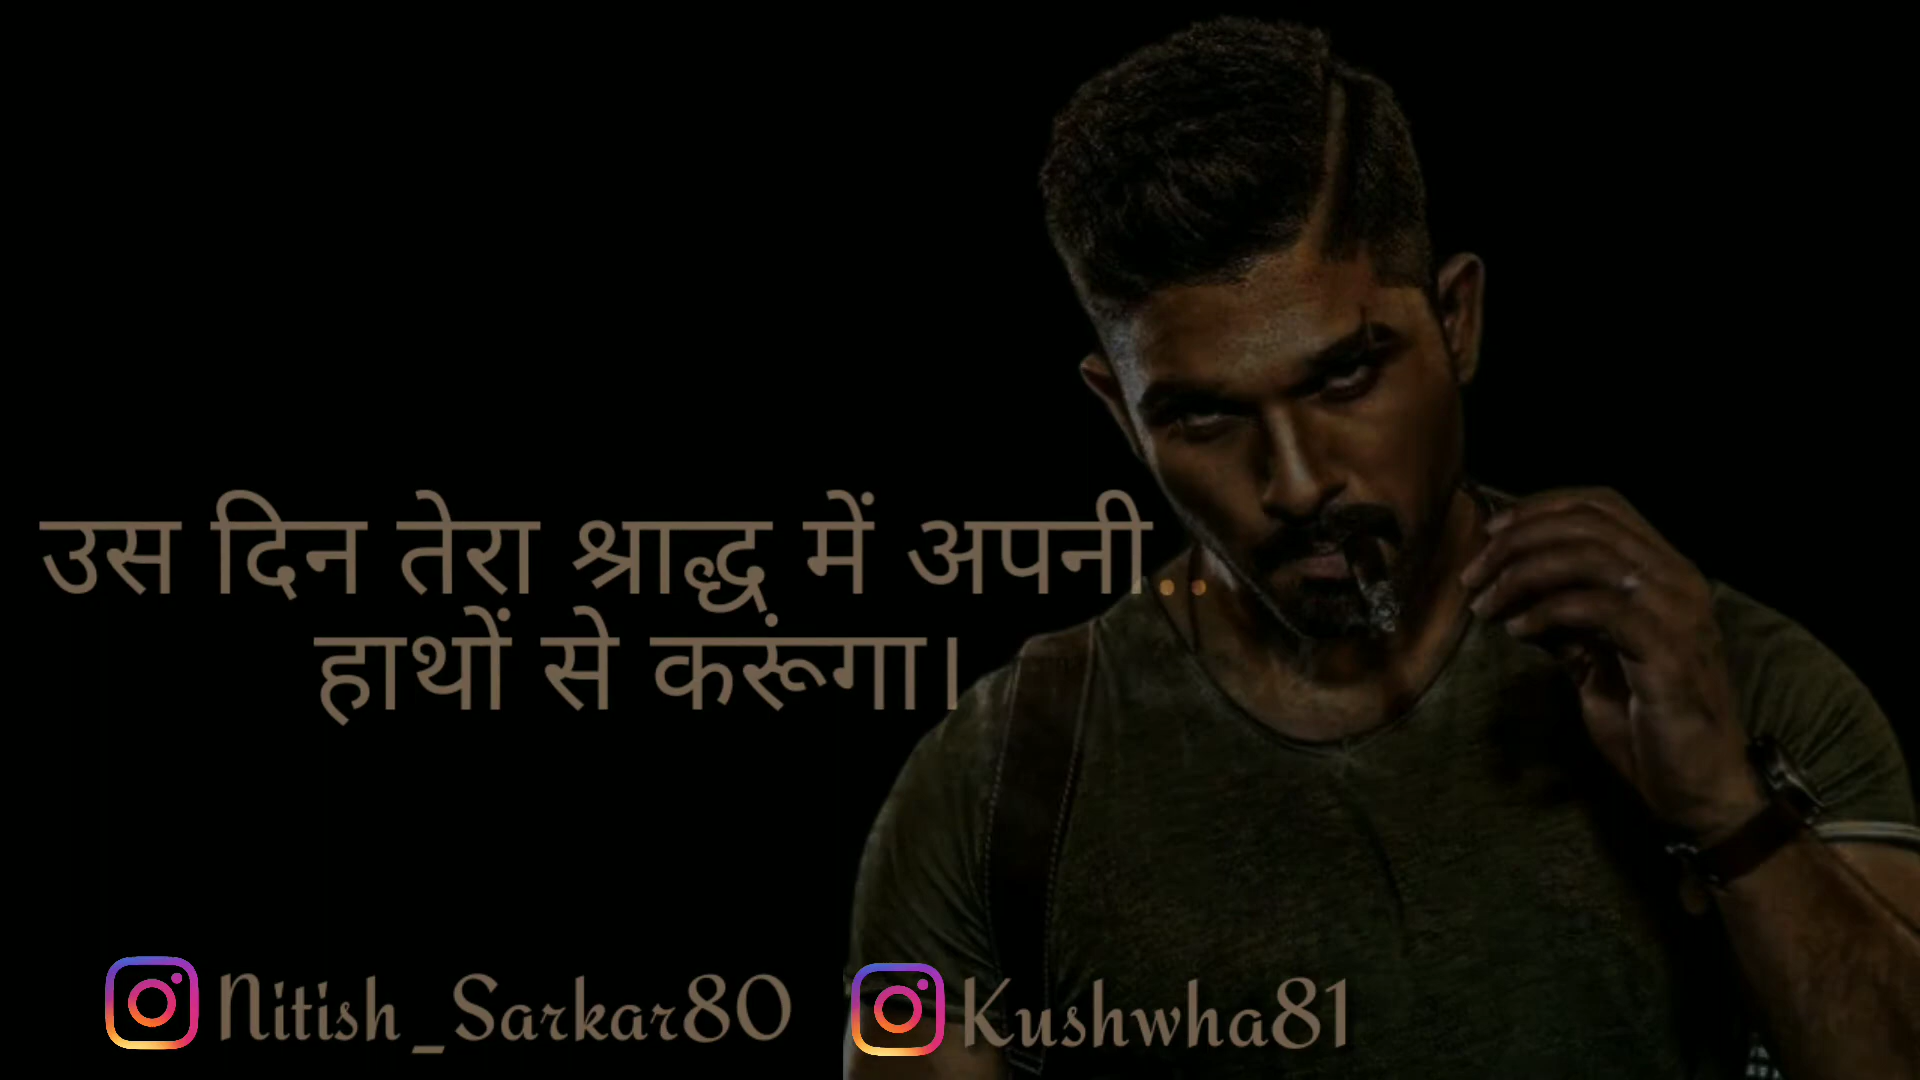 उस दिन तेरा श्राद्ध में अपनी..
हाथों से करूंगा।
Nitish_Sarkar80 Kushwha81